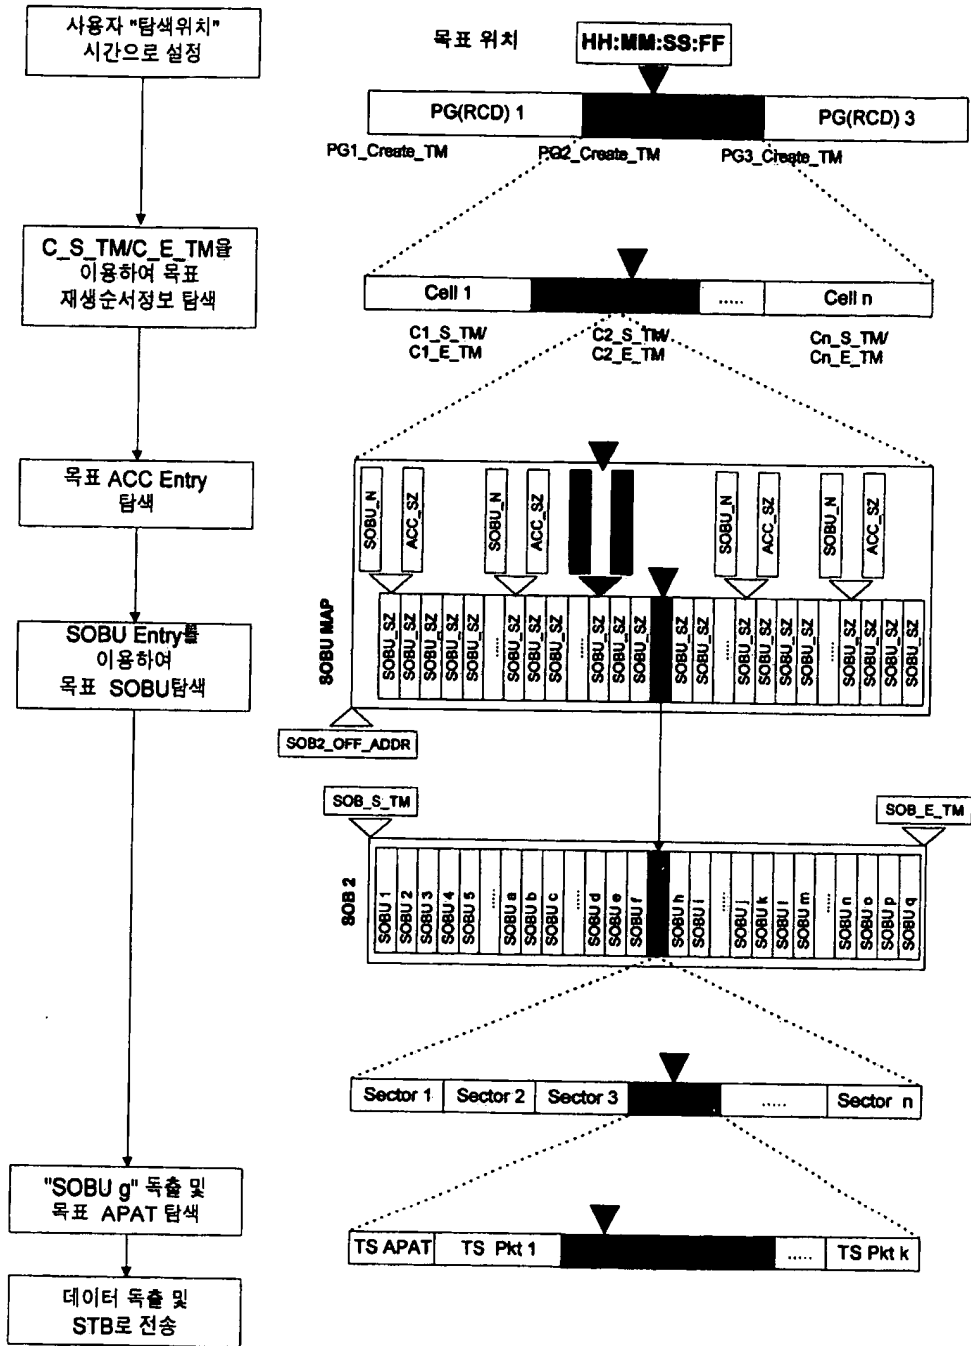 사용자 "탐색위치"
시간으로 설정
목표 위치
HH:MM:SS:FF
PG(RCD) 1
PG(RCD) 3
PG1_Create_TM
PG2_Create_TM
PG3_Create_TM
C_S_TM/C_E_TM을
이용하여 목표
재생순서정보 탐색
Cell 1
.....
Cell n
C1_S_TM/
C1_E_TM
C2_S_TM/
C2_E_TM
Cn_S_TM/
Cn_E_TM
목표 ACC Entry
탐색
SOBU_N
ACC_SZ
SOBU_N
ACC_SZ
SOBU_N
ACC_SZ
SOBU_N
ACC_SZ
SOBU Entry를
이용하여
목표 SOBU탐색
SOBU MAP
SOBU_SZ
SOBU_SZ
SOBU_SZ
SOBU_SZ
SOBU_SZ
.....
SOBU_SZ
SOBU_SZ
SOBU_SZ
.....
SOBU_SZ
SOBU_SZ
SOBU_SZ
SOBU_SZ
SOBU_SZ
.....
SOBU_SZ
SOBU_SZ
SOBU_SZ
SOBU_SZ
.....
SOBU_SZ
SOBU_SZ
SOBU_SZ
SOBU_SZ
SOB2_OFF_ADDR
SOB_S_TM
SOB_E_TM
SOB 2
SOBU 1
SOBU 2
SOBU 3
SOBU 4
SOBU 5
.....
SOBU a
SOBU b
SOBU c
.....
SOBU d
SOBU e
SOBU f
SOBU h
SOBU i
.....
SOBU j
SOBU k
SOBU l
SOBU m
.....
SOBU n
SOBU o
SOBU p
SOBU q
Sector 1
Sector 2
Sector 3
.....
Sector n
"SOBU g" 독출 및
목표 APAT 탐색
TS APAT
TS Pkt 1
.....
TS Pkt k
데이터 독출 및
STB로 전송